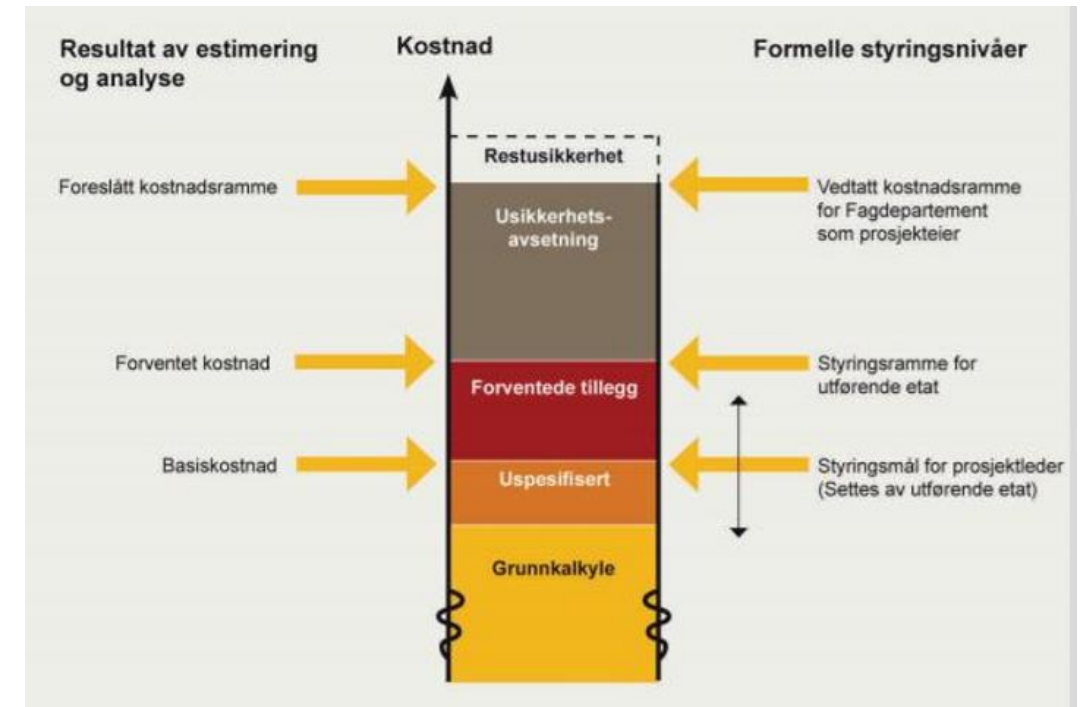 Resultat av estimering
og analyse
Kostnad
Formelle styringsnivåer
Restusikkerhet
Foreslått kostnadsramme
Vedtatt kostnadsramme
for Fagdepartement
som prosjekteier
Usikkerhets-
avsetning
Forventet kostnad
Styringsramme for
utførende etat
Forventede tillegg
Basiskostnad
Styringsmål for prosjektleder
(Settes av utførende etat)
Uspesifisert
Grunnkalkyle